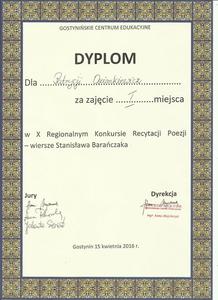 GOSTYNIŃSKIE CENTRUM EDUKACYJNE
DYPLOM
Dla
za zajęcie ......I......miejsca
w X Regionalnym Konkursie Recytacji Poezji
– wiersze Stanisława Barańczaka
Jury
Dyrekcja
Gostynin 15 kwietnia 2016 r.